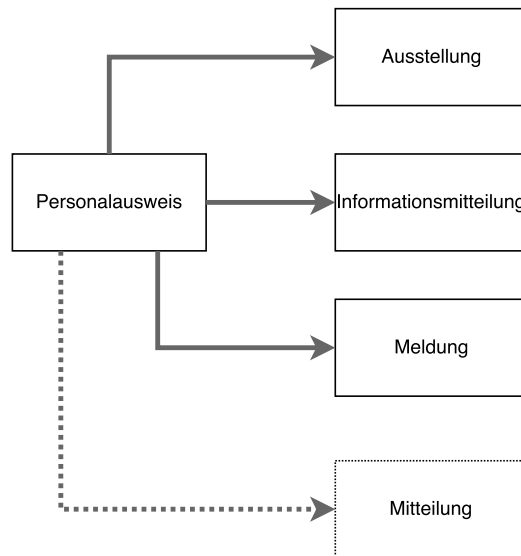 Ausstellung
Personalausweis
Informationsmitteilung
Meldung
Mitteilung